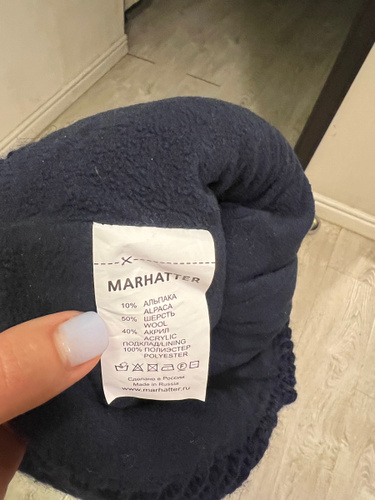 MARHATTER
10% АЛЬПАКА
ALPACA
50% ШЕРСТЬ
WOOL
40% АКРИЛ
ACRYLIC
ПОДКЛАД/LINING
100% ПОЛИЭСТЕР
POLYESTER
Сделано в России
Made in Russia
www.marhatter.ru